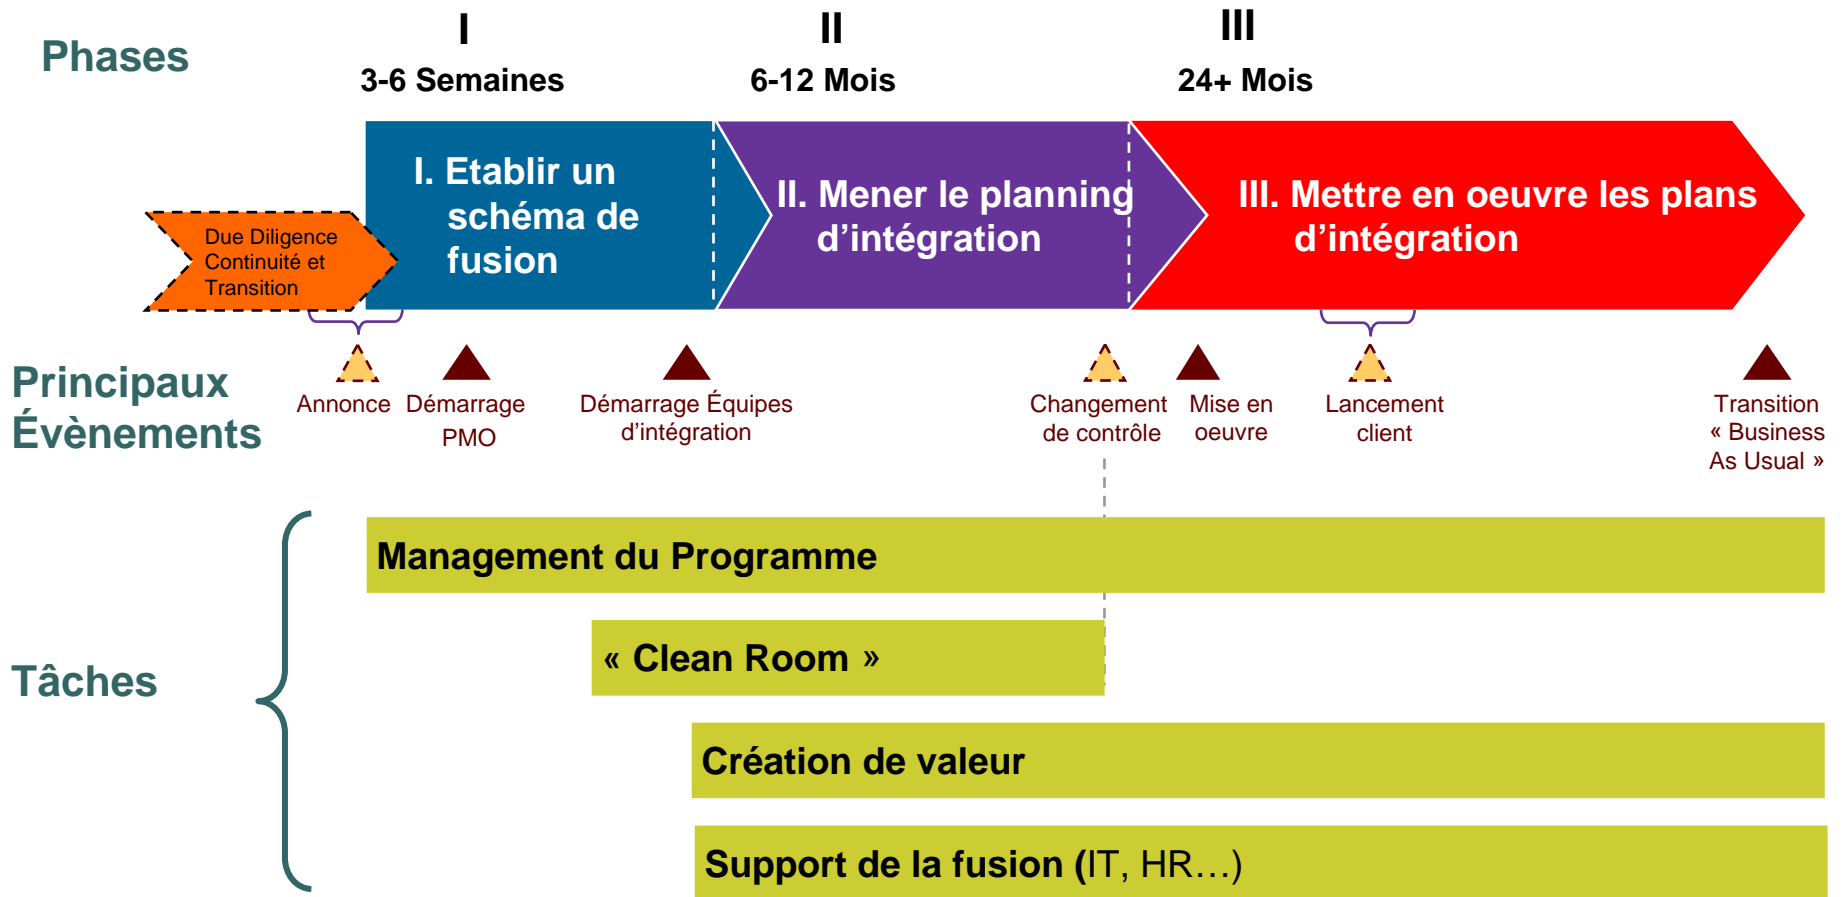 Phases
I
II
III
3-6 Semaines
6-12 Mois
24+ Mois
I. Etablir un
schéma de
fusion
II. Mener le planning
d’intégration
III. Mettre en oeuvre les plans
d’intégration
Due Diligence
Continuité et
Transition
Principaux
Évènements
Annonce
Démarrage
PMO
Démarrage Équipes
d’intégration
Changement
de contrôle
Mise en
oeuvre
Lancement
client
Transition
« Business
As Usual »
Tâches
Management du Programme
« Clean Room »
Création de valeur
Support de la fusion (IT, HR…)